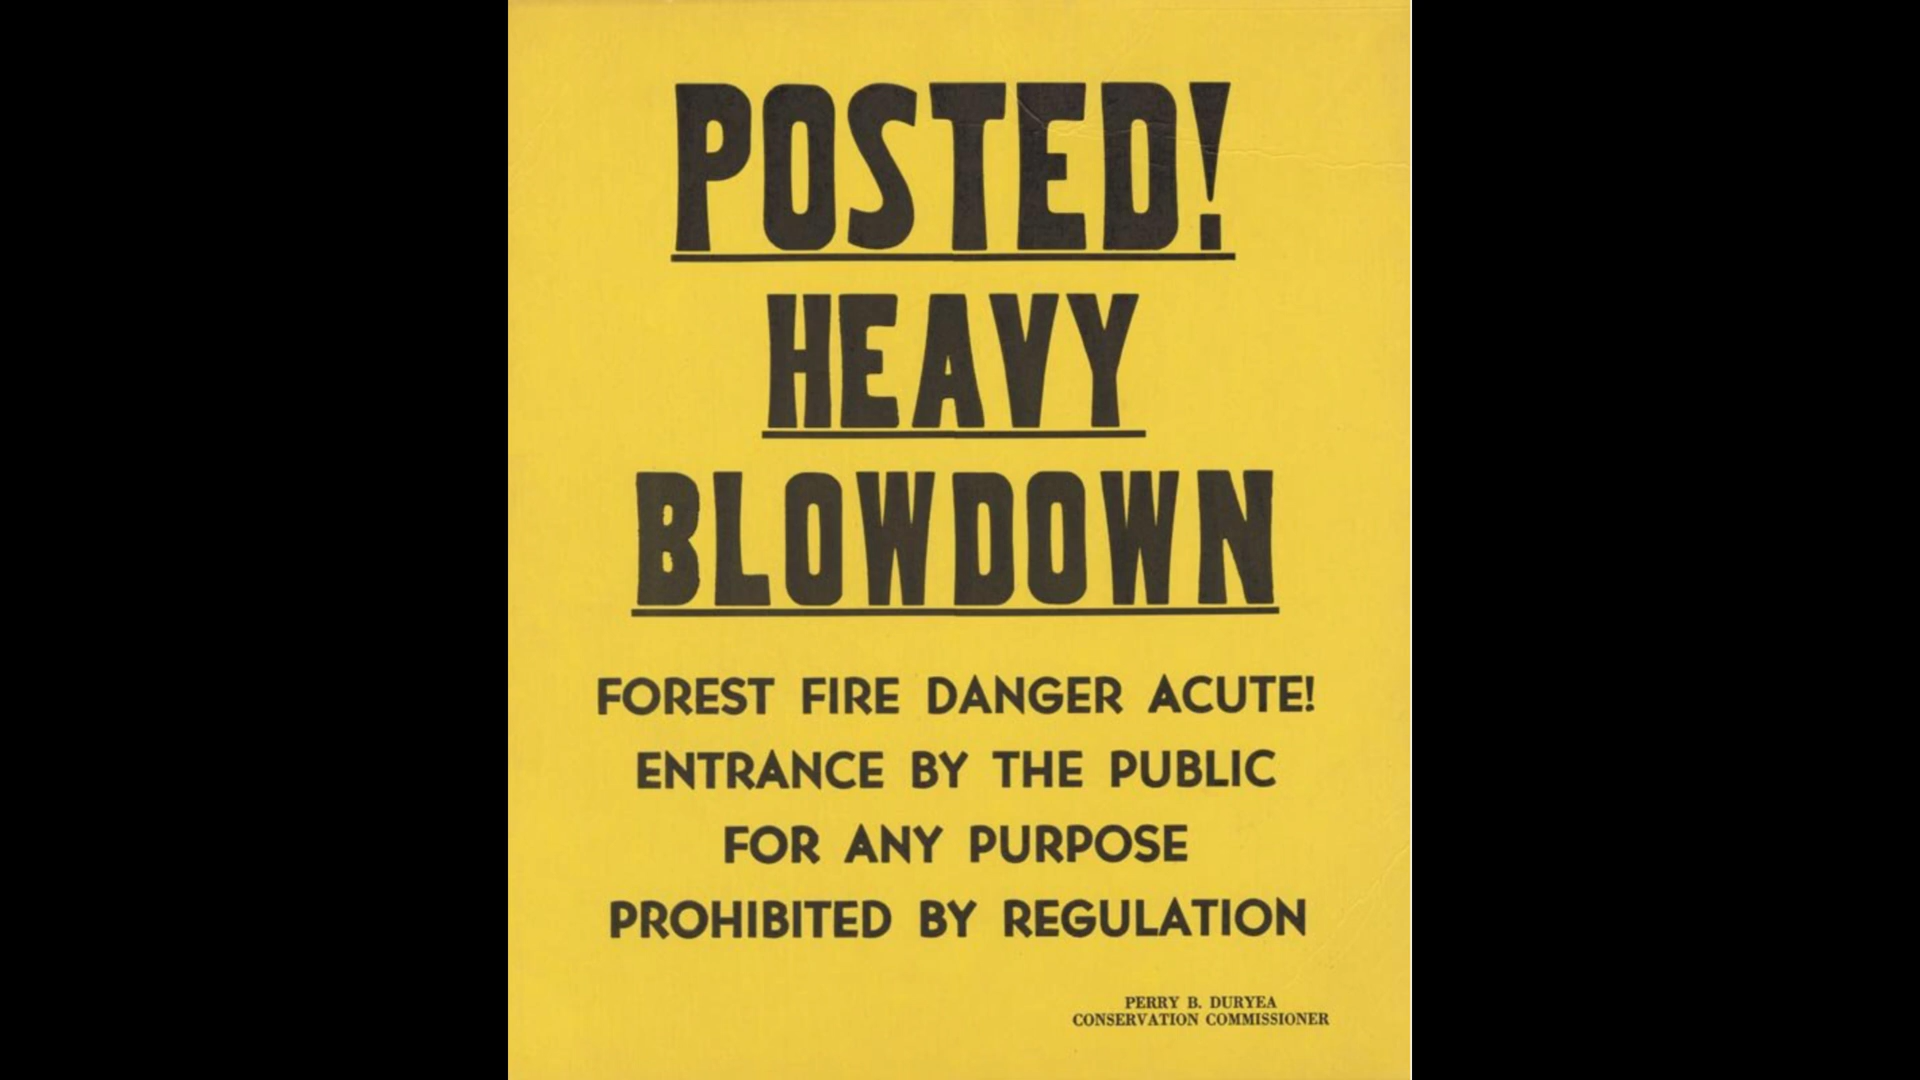 POSTED!
HEAVY
BLOWDOWN
FOREST FIRE DANGER ACUTE!
ENTRANCE BY THE PUBLIC
FOR ANY PURPOSE
PROHIBITED BY REGULATION
PERRY B. DURYEA
CONSERVATION COMMISSIONER